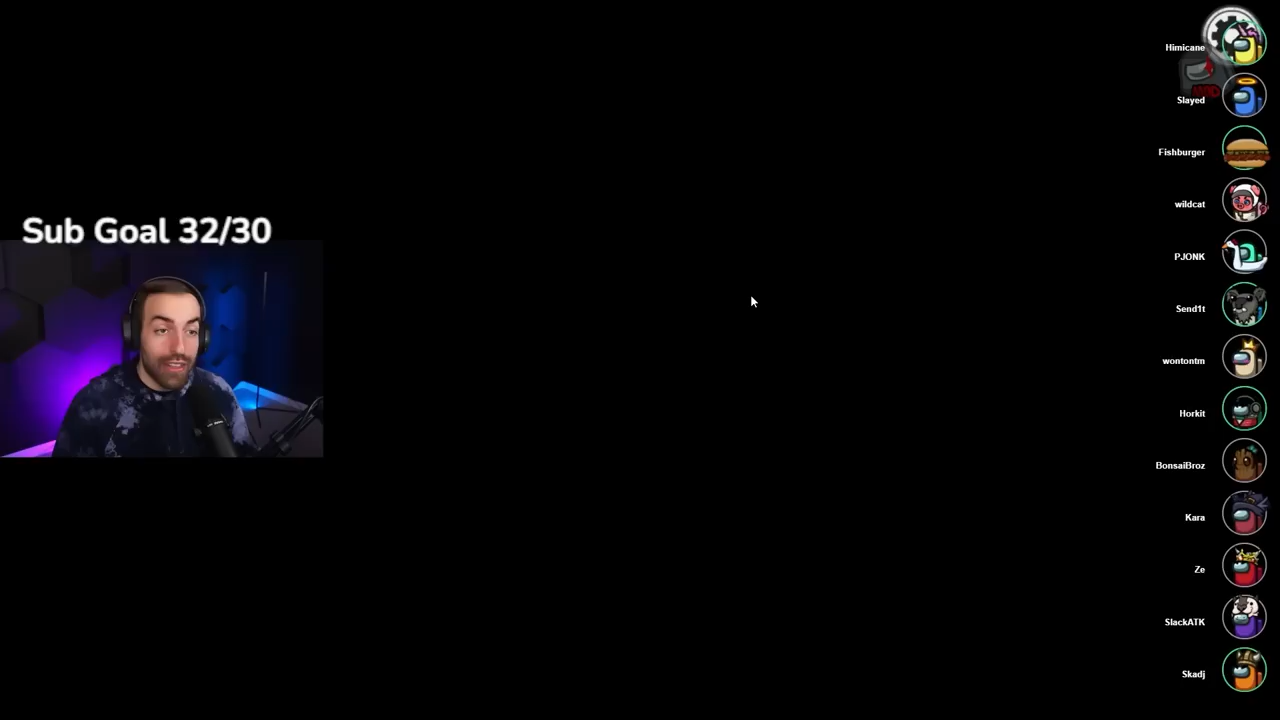 Himicane
Slayed
Fishburger
wildcat
PJONK
Sub Goal 32/30
Send1t
wontontm
Horkit
BonsaiBroz
Kara
Ze
SlackATK
Skadj